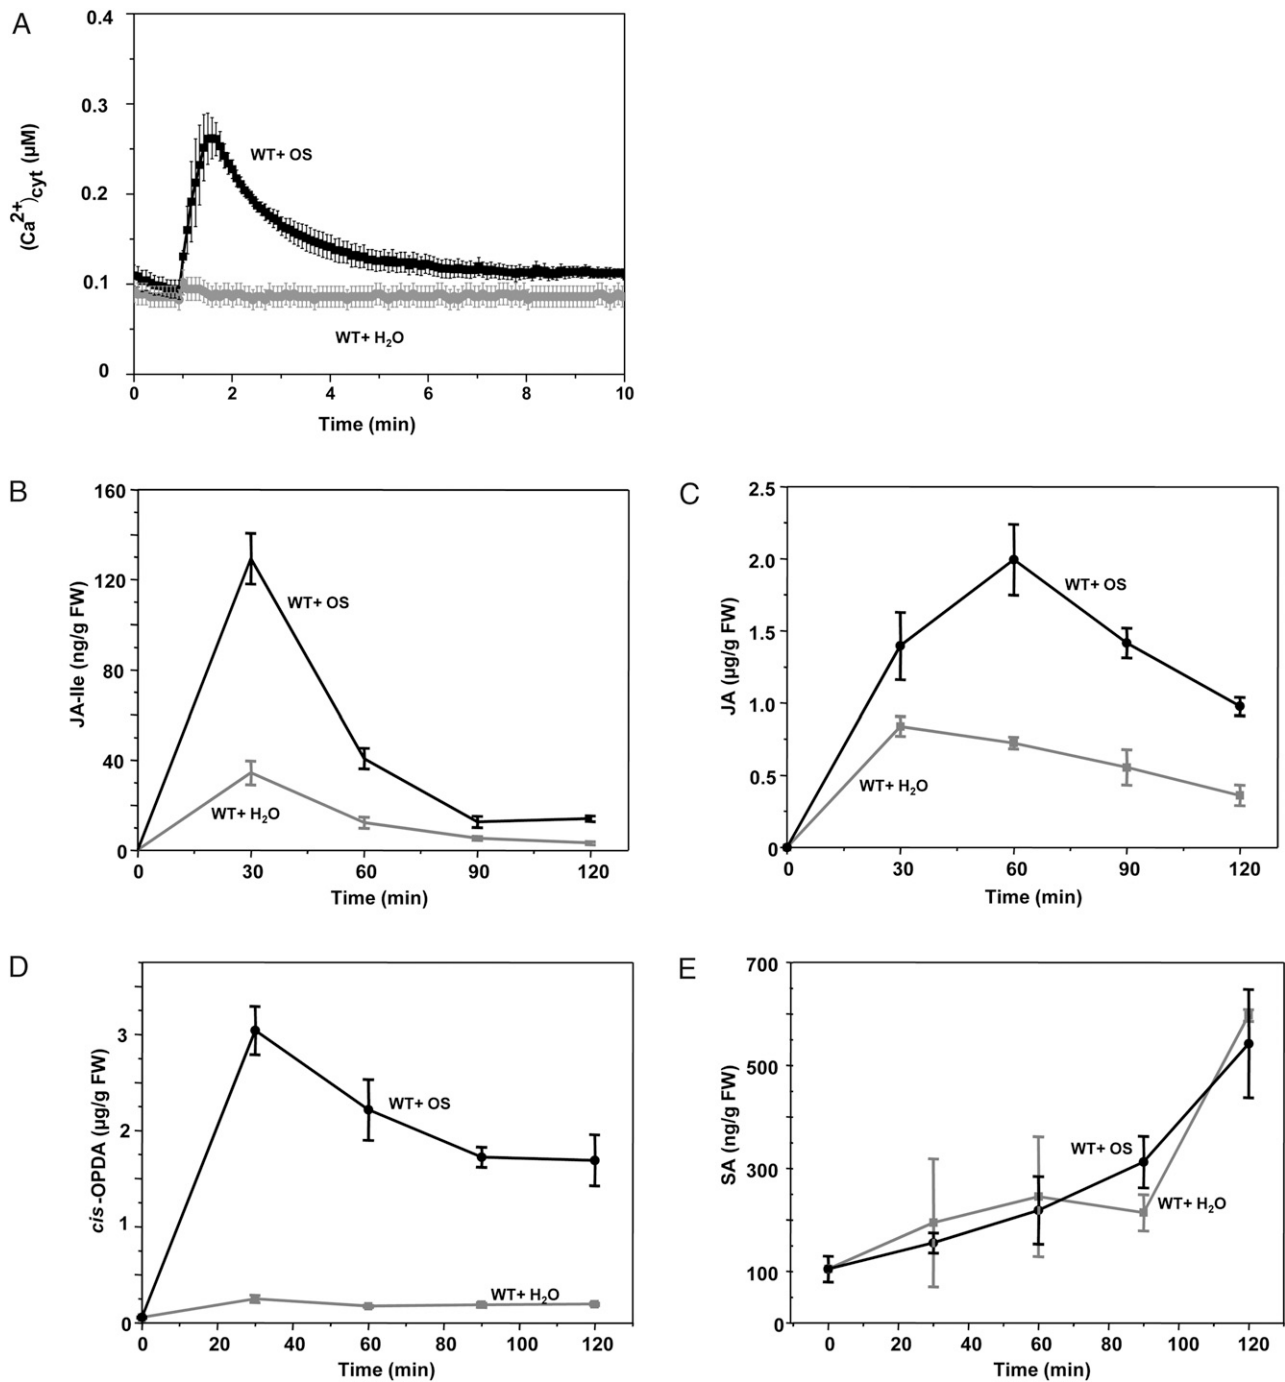 A
0.4
0.3
0.2
0.1
0
(Ca2+)cyt (µM)
WT+ OS
WT+ H2O
0 2 4 6 8 10
Time (min)
B
160
120
80
40
0
JA-Ile (ng/g FW)
WT+ OS
WT+ H2O
0 30 60 90 120
Time (min)
C
2.5
2.0
1.5
1.0
0.5
0
JA (µg/g FW)
WT+ OS
WT+ H2O
0 30 60 90 120
Time (min)
D
3
2
1
0
cis-OPDA (µg/g FW)
WT+ OS
WT+ H2O
0 20 40 60 80 100 120
Time (min)
E
700
500
300
100
0
SA (ng/g FW)
WT+ OS
WT+ H2O
0 20 40 60 80 100 120
Time (min)